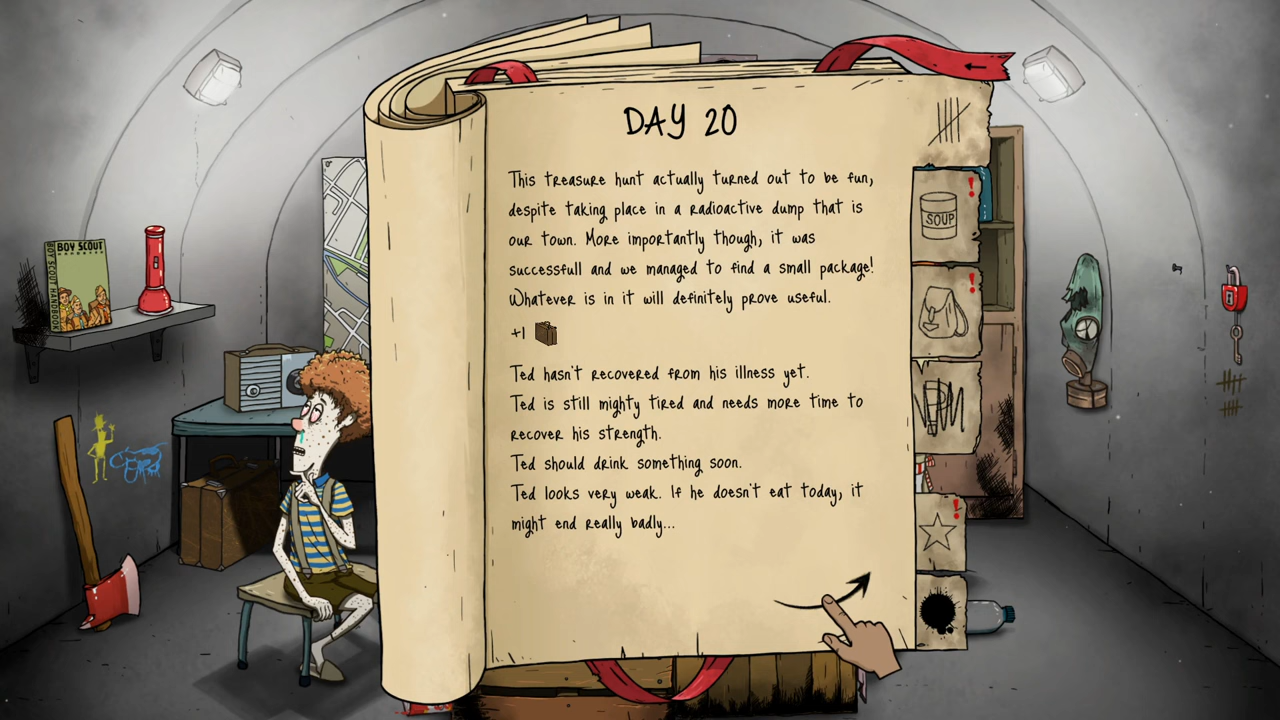 DAY 20
This treasure hunt actually turned out to be fun,
despite taking place in a radioactive dump that is
our town. More importantly though, it was
successfull and we managed to find a small package!
Whatever is in it will definitely prove useful.
+1
Ted hasn't recovered from his illness yet.
Ted is still mighty tired and needs more time to
recover his strength.
Ted should drink something soon.
Ted looks very weak. If he doesn't eat today, it
might end really badly...
SOUP
!
!
!
BOY SCOUT
BOY SCOUT HANDBOOK